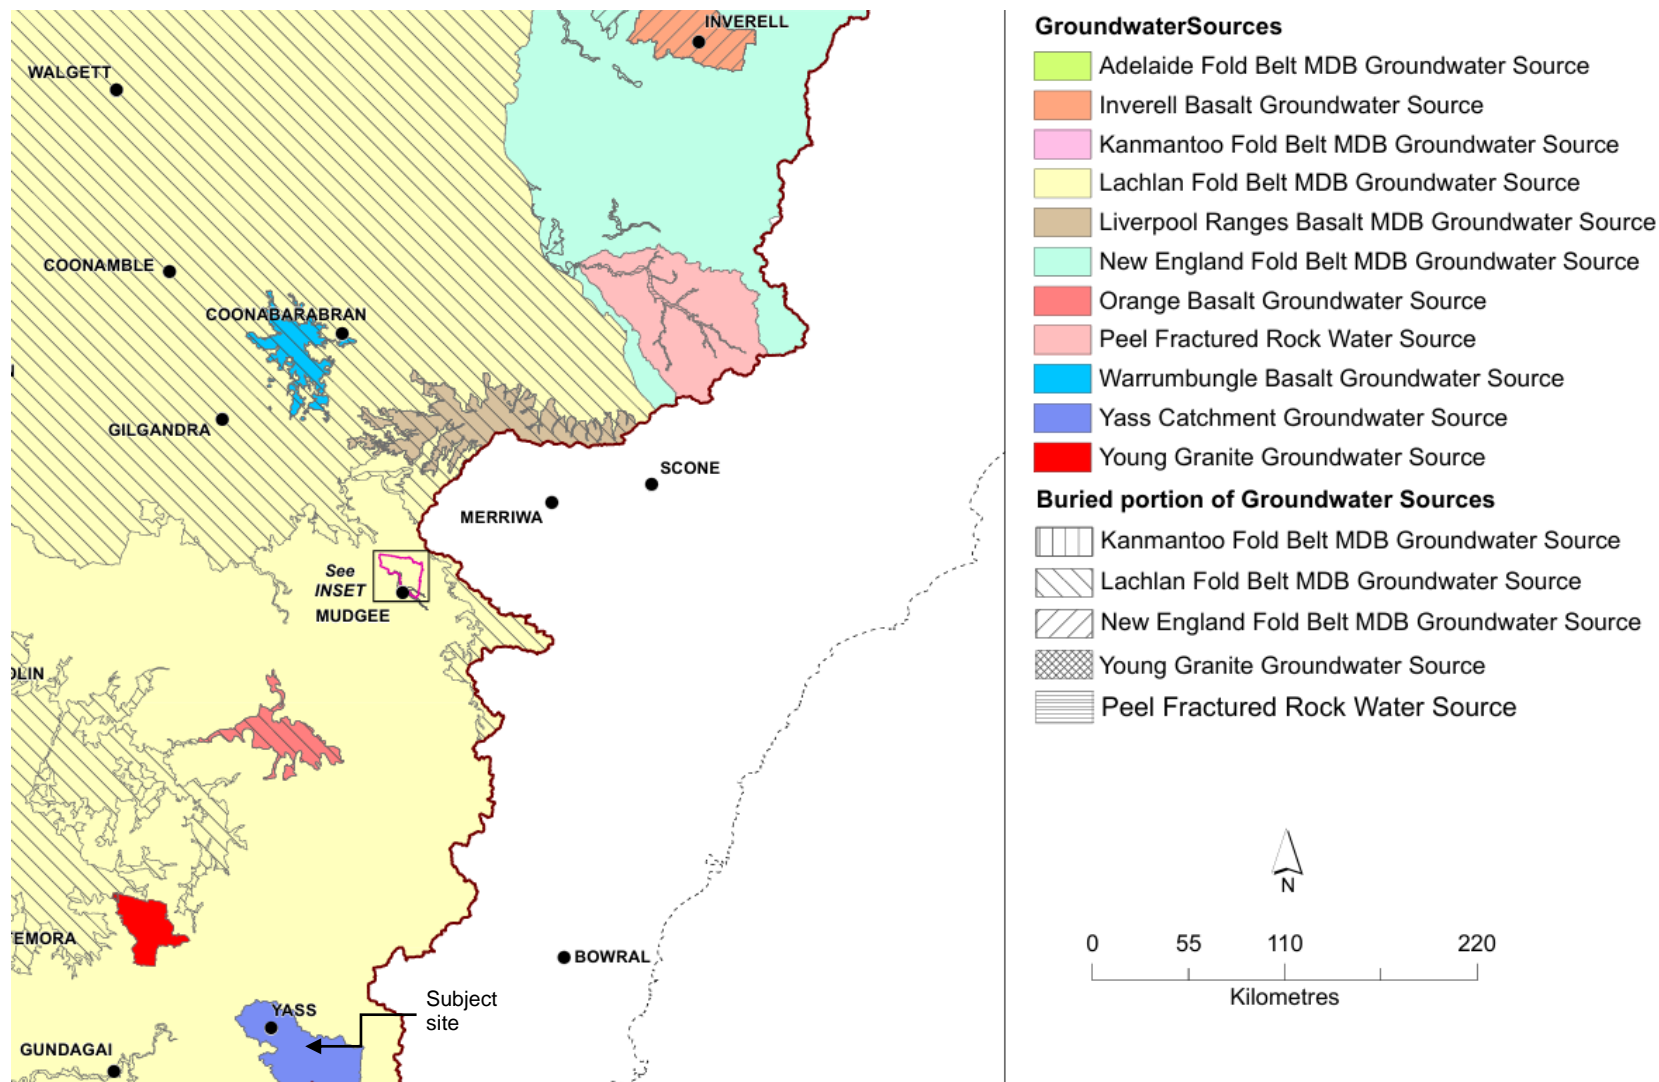 INVERELL
WALGETT
COONAMBLE
COONABARABRAN
GILGANDRA
SCONE
MERRIWA
See
INSET
MUDGEE
OLIN
EMORA
BOWRAL
YASS
Subject
site
GUNDAGAI
GroundwaterSources
Adelaide Fold Belt MDB Groundwater Source
Inverell Basalt Groundwater Source
Kanmantoo Fold Belt MDB Groundwater Source
Lachlan Fold Belt MDB Groundwater Source
Liverpool Ranges Basalt MDB Groundwater Source
New England Fold Belt MDB Groundwater Source
Orange Basalt Groundwater Source
Peel Fractured Rock Water Source
Warrumbungle Basalt Groundwater Source
Yass Catchment Groundwater Source
Young Granite Groundwater Source
Buried portion of Groundwater Sources
Kanmantoo Fold Belt MDB Groundwater Source
Lachlan Fold Belt MDB Groundwater Source
New England Fold Belt MDB Groundwater Source
Young Granite Groundwater Source
Peel Fractured Rock Water Source
N
0 55 110 220
Kilometres